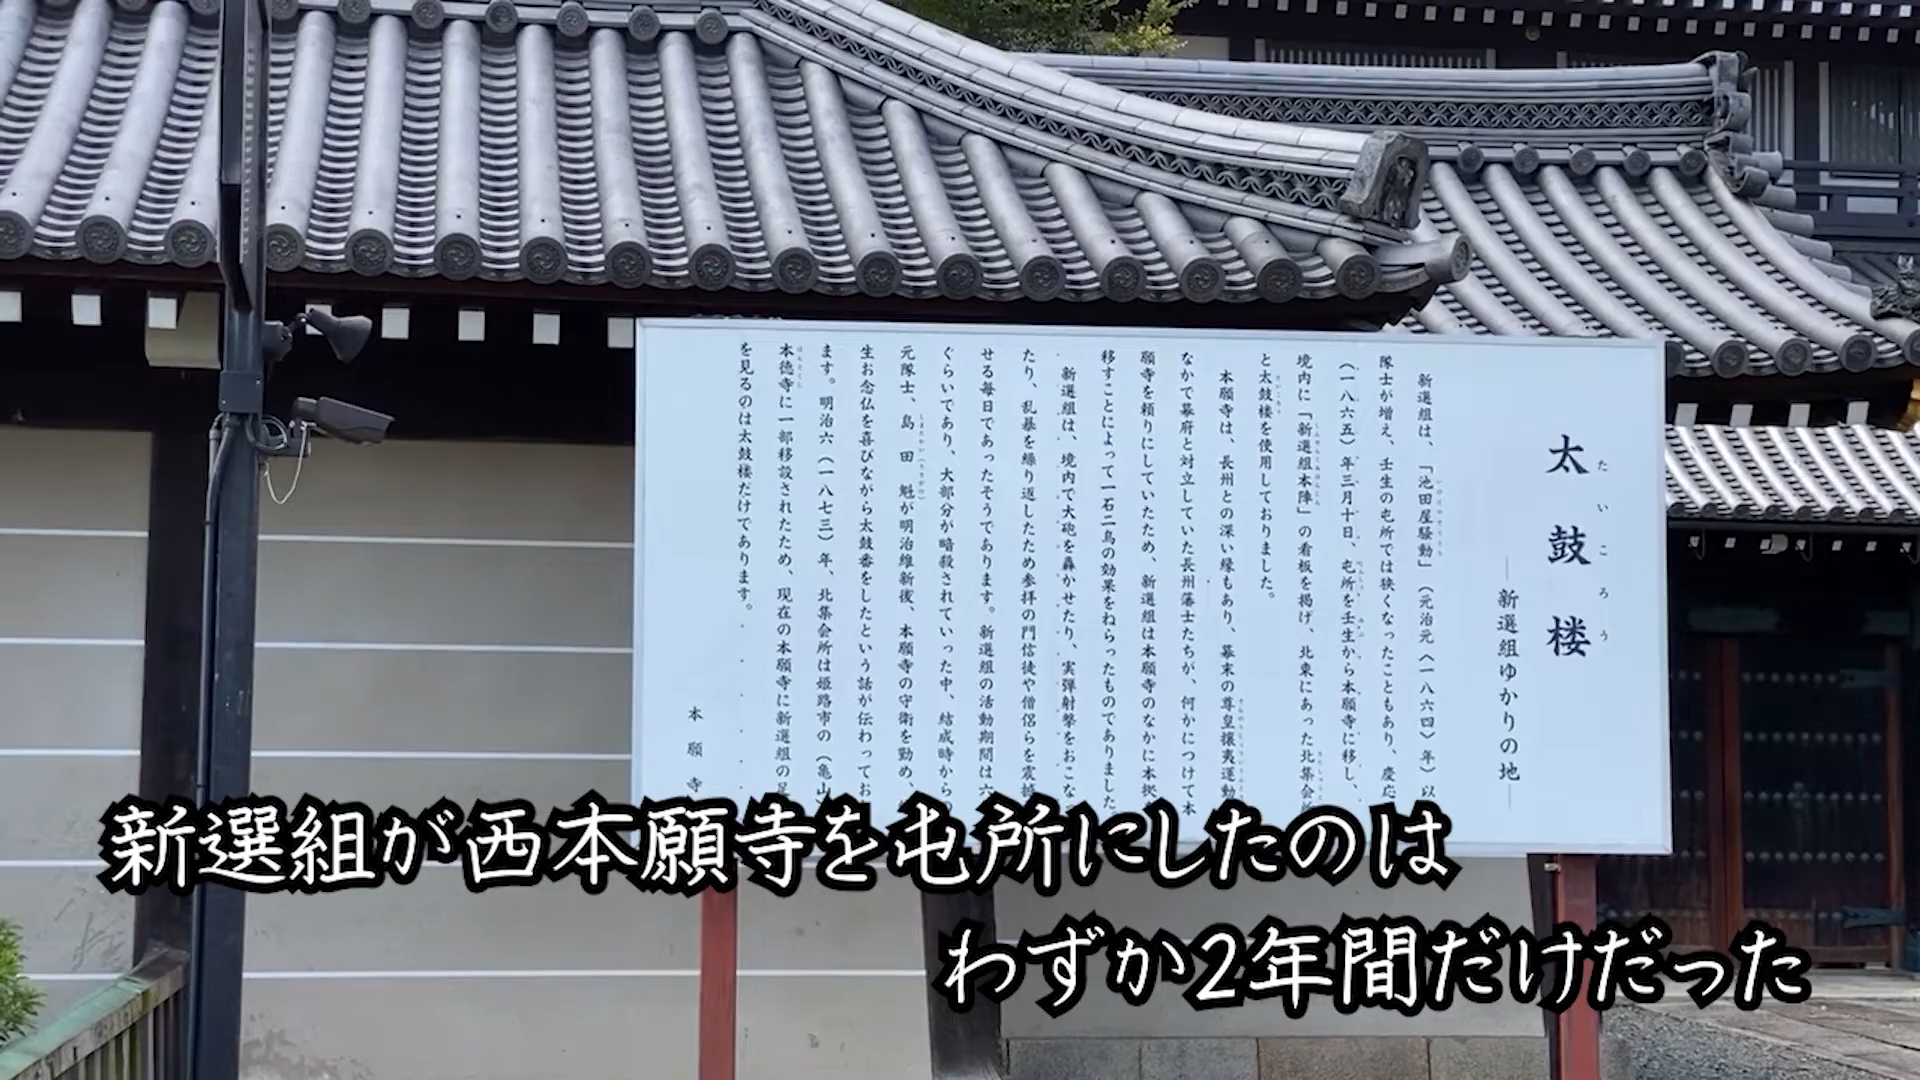 太鼓楼
たいころう
―新選組ゆかりの地―
新選組は、「池田屋騒動」（元治元（一八六四）年）以
隊士が増え、壬生の屯所では狭くなったこともあり、慶応
（一八六五）年三月十日、屯所を壬生から本願寺に移し、
境内に「新選組本陣」の看板を掲げ、北東にあった北集会所
と太鼓楼を使用しておりました。
本願寺は、長州との深い縁もあり、幕末の尊皇攘夷運動
なかで幕府と対立していた長州藩士たちが、何かにつけて本
願寺を頼りにしていたため、新選組は本願寺のなかに本拠
移すことによって一石二鳥の効果をねらったものでありました
新選組は、境内で大砲を轟かせたり、実弾射撃をおこなっ
たり、乱暴を繰り返したため参拝の門信徒や僧侶らを震撼
せる毎日であったそうであります。新選組の活動期間は六
ぐらいであり、大部分が暗殺されていった中、結成時からの
元隊士、島田魁が明治維新後、本願寺の守衛を勤め、
生お念仏を喜びながら太鼓番をしたという話が伝わってお
ます。明治六（一八七三）年、北集会所は姫路市の（亀山
本徳寺に一部移設されたため、現在の本願寺に新選組の足
を見るのは太鼓楼だけであります。
本願寺
新選組が西本願寺を屯所にしたのは
わずか2年間だけだった